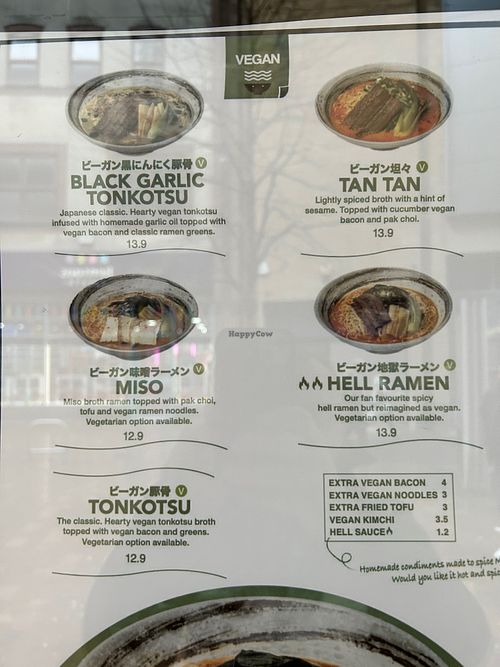 VEGAN
ビーガン黒にんにく豚骨 V
BLACK GARLIC
TONKOTSU
Japanese classic. Hearty vegan tonkotsu
infused with homemade garlic oil topped with
vegan bacon and classic ramen greens.
13.9
ビーガン坦々 V
TAN TAN
Lightly spiced broth with a hint of
sesame. Topped with cucumber vegan
bacon and pak choi.
13.9
HappyCow
ビーガン味噌ラーメン V
MISO
Miso broth ramen topped with pak choi,
tofu and vegan ramen noodles.
Vegetarian option available.
12.9
ビーガン地獄ラーメン V
HELL RAMEN
Our fan favourite spicy
hell ramen but reimagined as vegan.
Vegetarian option available.
13.9
ビーガン豚骨 V
TONKOTSU
The classic. Hearty vegan tonkotsu broth
topped with vegan bacon and greens.
Vegetarian option available.
12.9
EXTRA VEGAN BACON 4
EXTRA VEGAN NOODLES 3
EXTRA FRIED TOFU 3
VEGAN KIMCHI 3.5
HELL SAUCE 1.2
Homemade condiments made to spice
Would you like it hot and